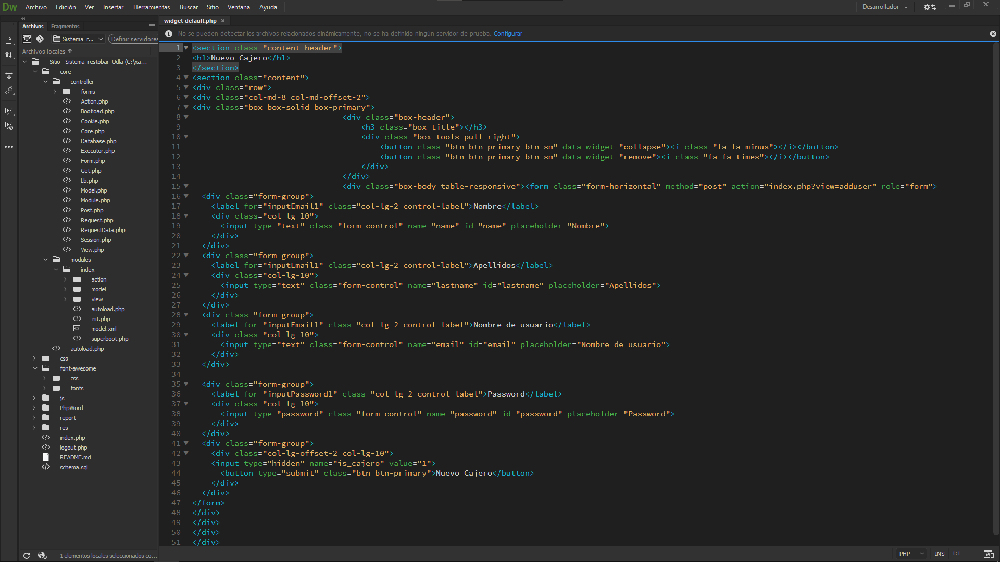 Dw Archivo Edición Ver Insertar Herramientas Buscar Sitio Ventana Ayuda Desarrollador
Archivos Fragmentos
Sistema_r... Definir servidores
Archivos locales
Sitio - Sistema_restobar_Udla (C:\xa...
core
controller
forms
Action.php
Bootload.php
Cookie.php
Core.php
Database.php
Executor.php
Form.php
Get.php
Lb.php
Model.php
Module.php
Post.php
Request.php
RequestData.php
Session.php
View.php
modules
index
action
model
view
autoload.php
init.php
model.xml
superboot.php
autoload.php
css
font-awesome
css
fonts
js
PhpWord
report
res
index.php
logout.php
README.md
schema.sql
1 elementos locales seleccionados co...
widget-default.php
No se pueden detectar los archivos relacionados dinámicamente, no se ha definido ningún servidor de prueba. Configurar
1 <section class="content-header">
2 <h1>Nuevo Cajero</h1>
3 </section>
4 <section class="content">
5 <div class="row">
6 <div class="col-md-8 col-md-offset-2">
7 <div class="box box-solid box-primary">
8 <div class="box-header">
9 <h3 class="box-title"></h3>
10 <div class="box-tools pull-right">
11 <button class="btn btn-primary btn-sm" data-widget="collapse"><i class="fa fa-minus"></i></button>
12 <button class="btn btn-primary btn-sm" data-widget="remove"><i class="fa fa-times"></i></button>
13 </div>
14 </div>
15 <div class="box-body table-responsive"><form class="form-horizontal" method="post" action="index.php?view=adduser" role="form">
16 <div class="form-group">
17 <label for="inputEmail1" class="col-lg-2 control-label">Nombre</label>
18 <div class="col-lg-10">
19 <input type="text" class="form-control" name="name" id="name" placeholder="Nombre">
20 </div>
21 </div>
22 <div class="form-group">
23 <label for="inputEmail1" class="col-lg-2 control-label">Apellidos</label>
24 <div class="col-lg-10">
25 <input type="text" class="form-control" name="lastname" id="lastname" placeholder="Apellidos">
26 </div>
27 </div>
28 <div class="form-group">
29 <label for="inputEmail1" class="col-lg-2 control-label">Nombre de usuario</label>
30 <div class="col-lg-10">
31 <input type="text" class="form-control" name="email" id="email" placeholder="Nombre de usuario">
32 </div>
33 </div>
34
35 <div class="form-group">
36 <label for="inputPassword1" class="col-lg-2 control-label">Password</label>
37 <div class="col-lg-10">
38 <input type="password" class="form-control" name="password" id="password" placeholder="Password">
39 </div>
40 </div>
41 <div class="form-group">
42 <div class="col-lg-offset-2 col-lg-10">
43 <input type="hidden" name="is_cajero" value="1">
44 <button type="submit" class="btn btn-primary">Nuevo Cajero</button>
45 </div>
46 </div>
47 </form>
48 </div>
49 </div>
50 </div>
51 </div>
PHP INS 1:1